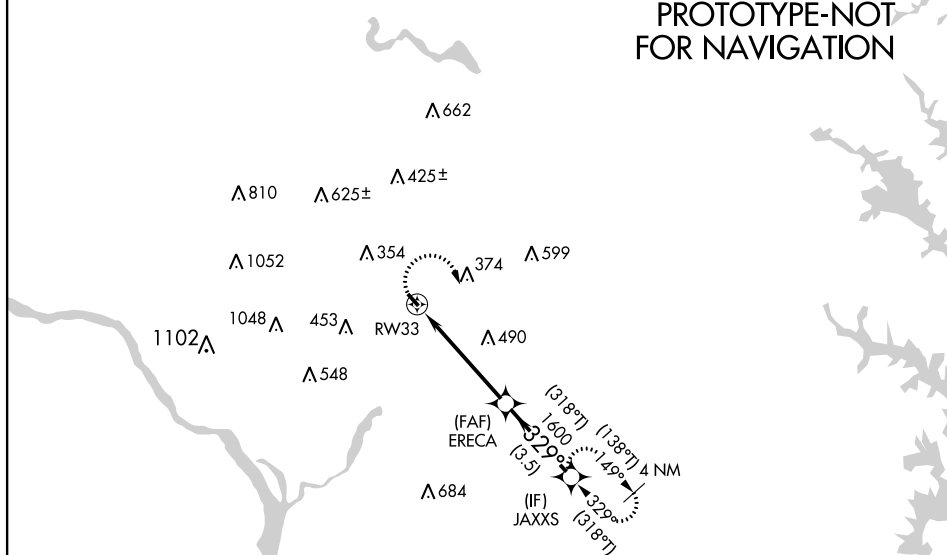 PROTOTYPE-NOT
FOR NAVIGATION
662
425±
810
625±
354
599
1052
374
1048
453
RW33
490
1102
548
(318°T)
1600
(FAF)
ERECA
329°
(3.5)
(138°T)
149°
4 NM
684
(IF)
JAXXS
329°
(318°T)